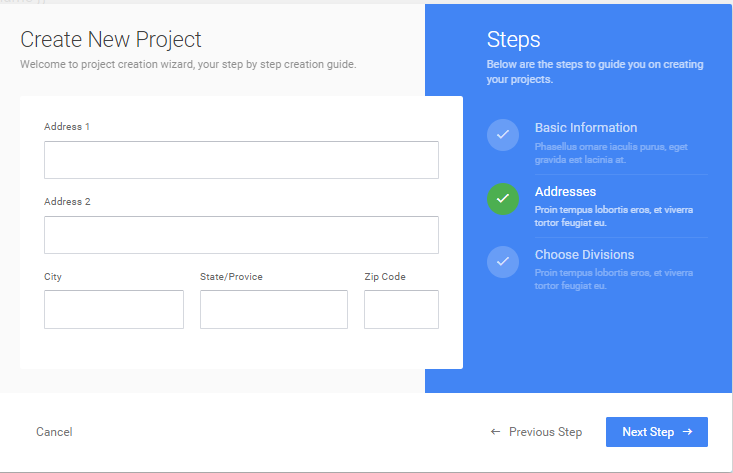 Create New Project
Welcome to project creation wizard, your step by step creation guide.
Address 1
Address 2
City
State/Provice
Zip Code
Steps
Below are the steps to guide you on creating
your projects.
Basic Information
Phasellus ornare iaculis purus, eget
gravida est lacinia at.
Addresses
Proin tempus lobortis eros, et viverra
tortor feugiat eu.
Choose Divisions
Proin tempus lobortis eros, et viverra
tortor feugiat eu.
Cancel
← Previous Step
Next Step →